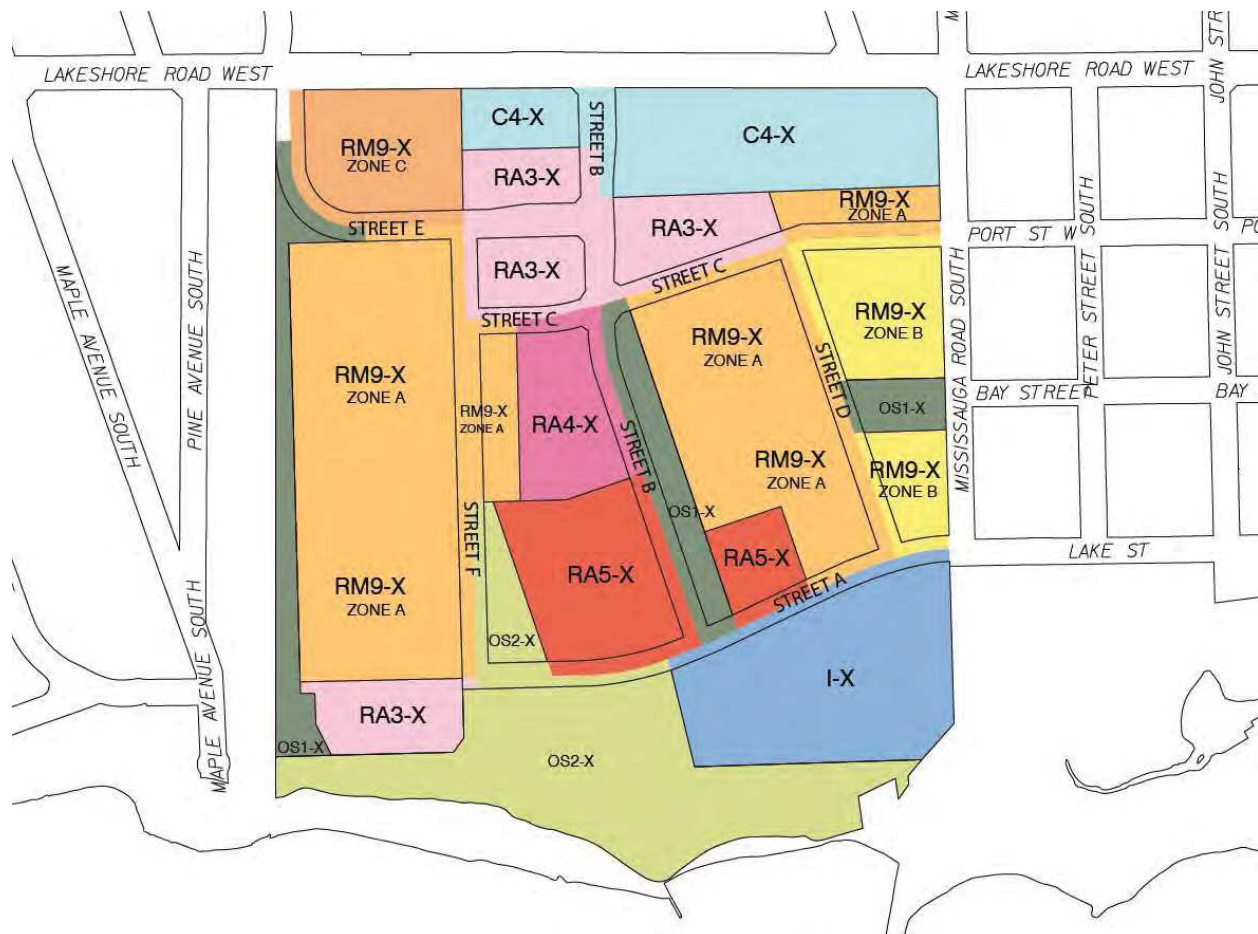 M
JOHN STR
LAKESHORE ROAD WEST
LAKESHORE ROAD WEST
C4-X
STREET B
C4-X
RM9-X
ZONE C
RA3-X
RM9-X
ZONE A
RA3-X
STREET E
PORT ST W
PO
RA3-X
STREET C
STREET C
MAPLE AVENUE SOUTH
PINE AVENUE SOUTH
MISSISSAUGA ROAD SOUTH
PETER STREET SOUTH
JOHN STREET SOUTH
RM9-X
ZONE B
RM9-X
ZONE A
RM9-X
ZONE A
STREET D
OS1-X
BAY STREET
BAY
RM9-X
ZONE A
RA4-X
STREET B
RM9-X
ZONE A
RM9-X
ZONE B
OS1-X
STREET F
LAKE ST
RA5-X
RA5-X
RM9-X
ZONE A
STREET A
OS2-X
MAPLE AVENUE SOUTH
I-X
RA3-X
OS1-X
OS2-X